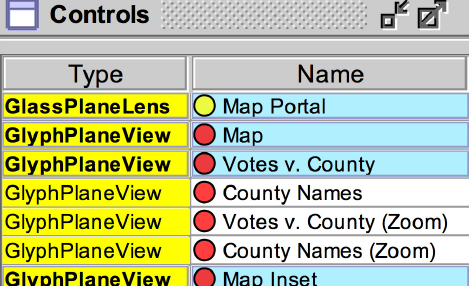 Controls
Type Name
GlassPlaneLens Map Portal
GlyphPlaneView Map
GlyphPlaneView Votes v. County
GlyphPlaneView County Names
GlyphPlaneView Votes v. County (Zoom)
GlyphPlaneView County Names (Zoom)
GlyphPlaneView Map Inset